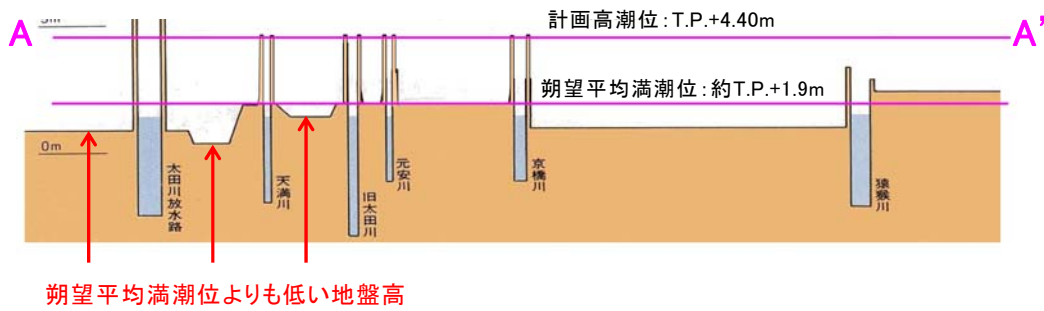 計画高潮位：T.P.+4.40m
A
A’
朔望平均満潮位：約T.P.+1.9m
0m
太田川放水路
天満川
旧太田川
元安川
京橋川
猿猴川
朔望平均満潮位よりも低い地盤高